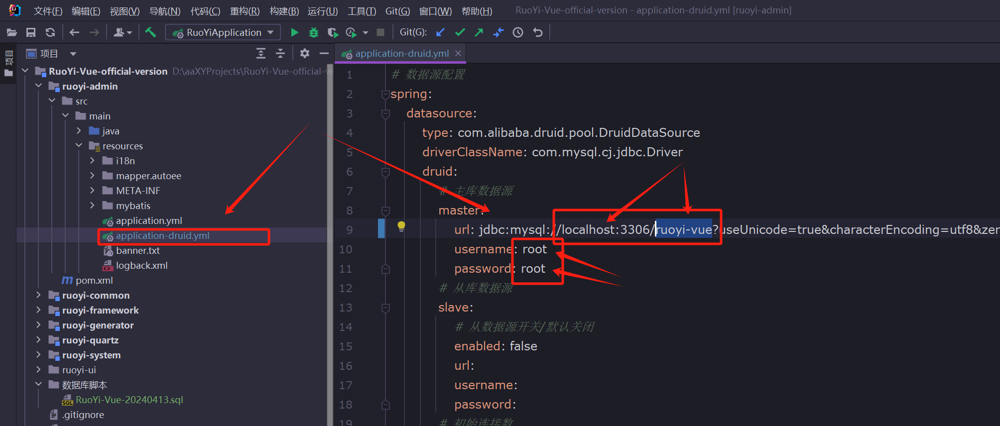 文件(F) 编辑(E) 视图(V) 导航(N) 代码(C) 重构(R) 构建(B) 运行(U) 工具(T) Git(G) 窗口(W) 帮助(H) RuoYi-Vue-official-version - application-druid.yml [ruoyi-admin]
RuoYiApplication Git(G):
项目
项目
application-druid.yml
RuoYi-Vue-official-version D:\aaXYProjects\RuoYi-Vue-official-ve
ruoyi-admin
src
main
java
resources
i18n
mapper.autoee
META-INF
mybatis
application.yml
application-druid.yml
banner.txt
logback.xml
pom.xml
ruoyi-common
ruoyi-framework
ruoyi-generator
ruoyi-quartz
ruoyi-system
ruoyi-ui
数据库脚本
RuoYi-Vue-20240413.sql
.gitignore
1 # 数据源配置
2 spring:
3 datasource:
4 type: com.alibaba.druid.pool.DruidDataSource
5 driverClassName: com.mysql.cj.jdbc.Driver
6 druid:
7 # 主库数据源
8 master:
9 url: jdbc:mysql://localhost:3306/ruoyi-vue?useUnicode=true&characterEncoding=utf8&zer
10 username: root
11 password: root
12 # 从库数据源
13 slave:
14 # 从数据源开关/默认关闭
15 enabled: false
16 url:
17 username:
18 password:
19 # 初始连接数